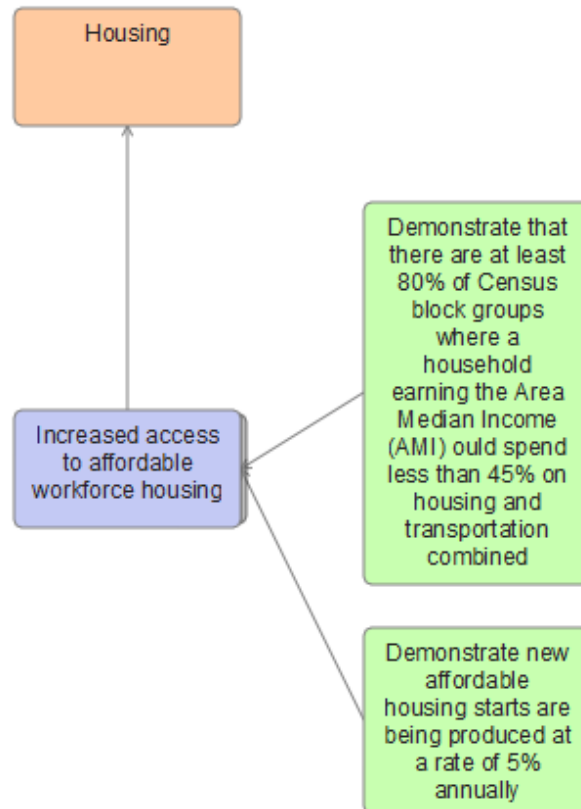 Housing
Increased access
to affordable
workforce housing
Demonstrate that
there are at least
80% of Census
block groups
where a
household
earning the Area
Median Income
(AMI) ould spend
less than 45% on
housing and
transportation
combined
Demonstrate new
affordable
housing starts are
being produced at
a rate of 5%
annually